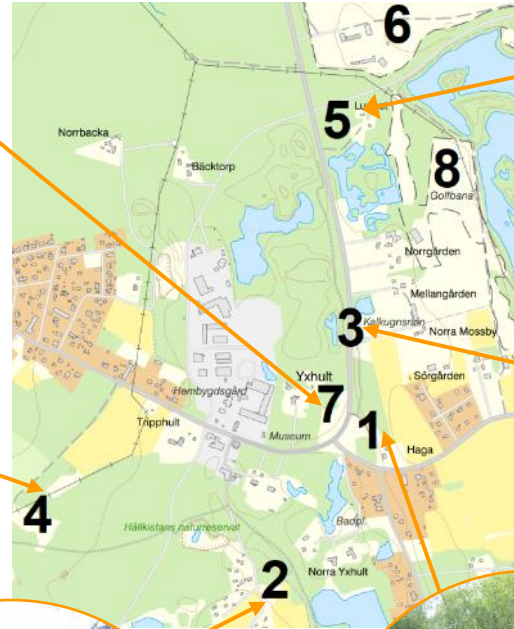 6
5
Norrbacka
Bäcktorp
8
Golfbana
Norrgården
Mellangården
3
Kalkugnsrian
Norra Mossby
Yxhult
Sörgården
Hembygdsgård
7
1
Tripphult
Museum
Haga
4
Hällkistans naturreservat
Badpl.
2
Norra Yxhult